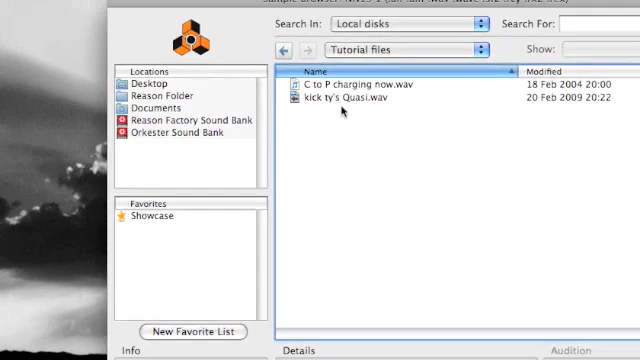 Search In: Local disks Search For:
Tutorial files Show:
Locations Name Modified
Desktop C to P charging now.wav 18 Feb 2004 20:00
Reason Folder kick ty's Quasi.wav 20 Feb 2009 20:22
Documents
Reason Factory Sound Bank
Orkester Sound Bank
Favorites
Showcase
New Favorite List
Info Details Audition